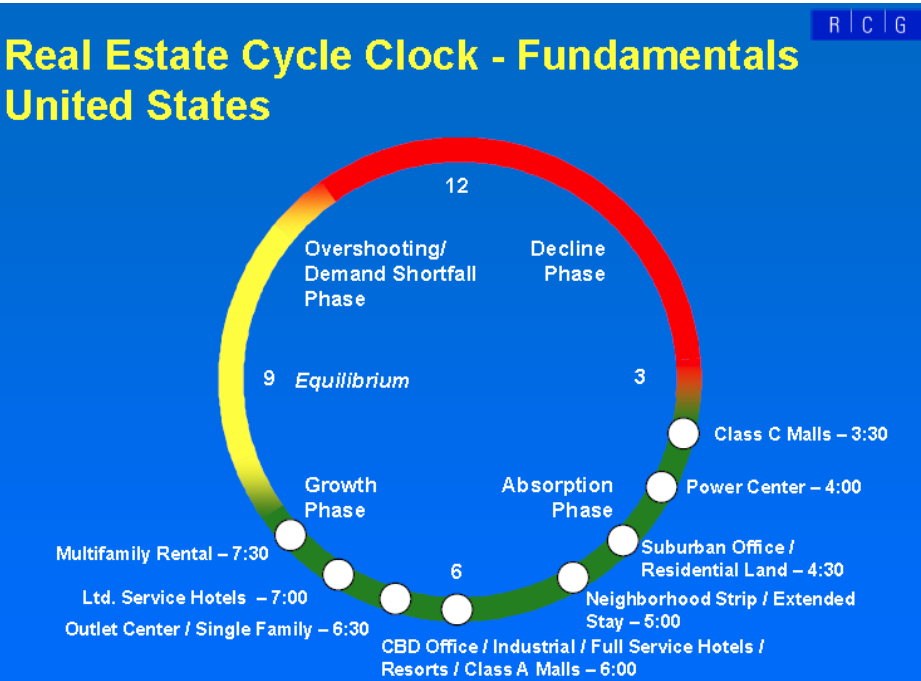 R C G
Real Estate Cycle Clock - Fundamentals
United States
12
Overshooting/
Demand Shortfall
Phase
Decline
Phase
9
Equilibrium
3
Class C Malls – 3:30
Growth
Phase
Absorption
Phase
Power Center – 4:00
Multifamily Rental – 7:30
6
Suburban Office /
Residential Land – 4:30
Ltd. Service Hotels – 7:00
Neighborhood Strip / Extended
Stay – 5:00
Outlet Center / Single Family – 6:30
CBD Office / Industrial / Full Service Hotels /
Resorts / Class A Malls – 6:00